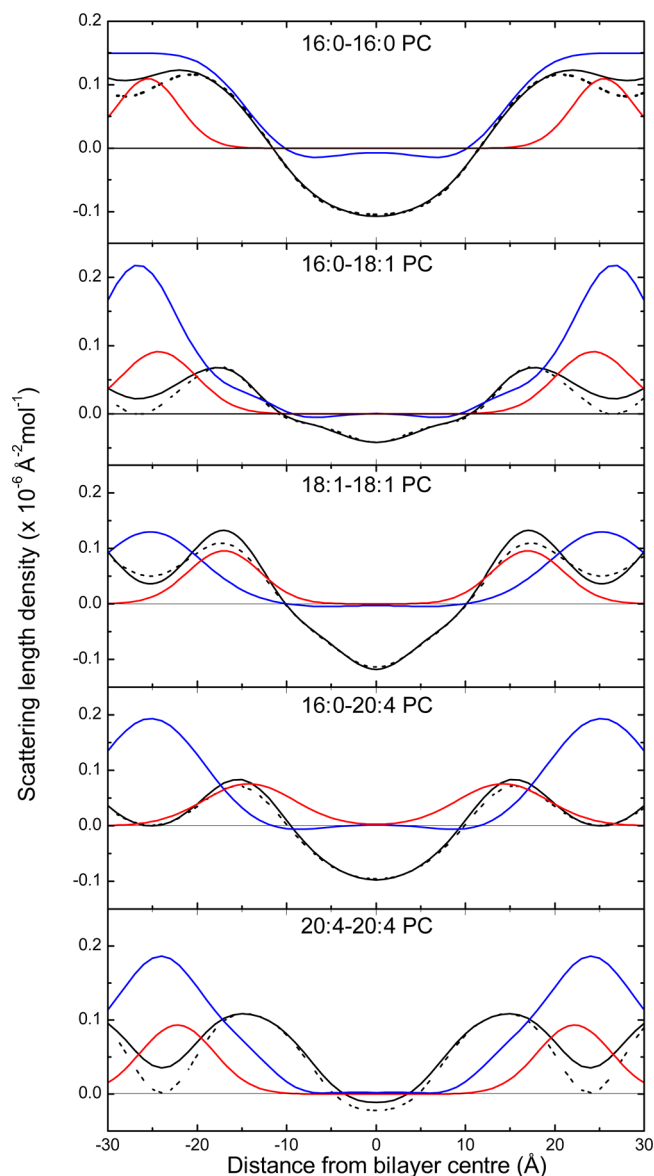 16:0-16:0 PC
0.1
0.0
-0.1
16:0-18:1 PC
0.2
0.1
0.0
18:1-18:1 PC
0.2
0.1
0.0
-0.1
16:0-20:4 PC
0.2
0.1
0.0
-0.1
20:4-20:4 PC
0.2
0.1
0.0
-30 -20 -10 0 10 20 30
Distance from bilayer centre (Å)
Scattering length density (x 10⁻⁶ Å⁻²mol⁻¹)